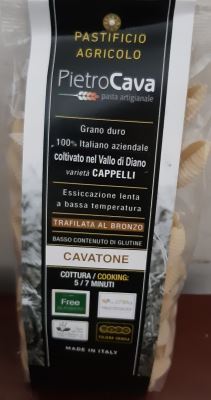 PASTIFICIO
AGRICOLO
PietroCava
pasta artigianale
Grano duro
100% Italiano aziendale
coltivato nel Vallo di Diano
varietà CAPPELLI
Essiccazione lenta
a bassa temperatura
TRAFILATA AL BRONZO
BASSO CONTENUTO DI GLUTINE
CAVATONE
COTTURA / COOKING:
5 / 7 MINUTI
Free
MADE IN ITALY